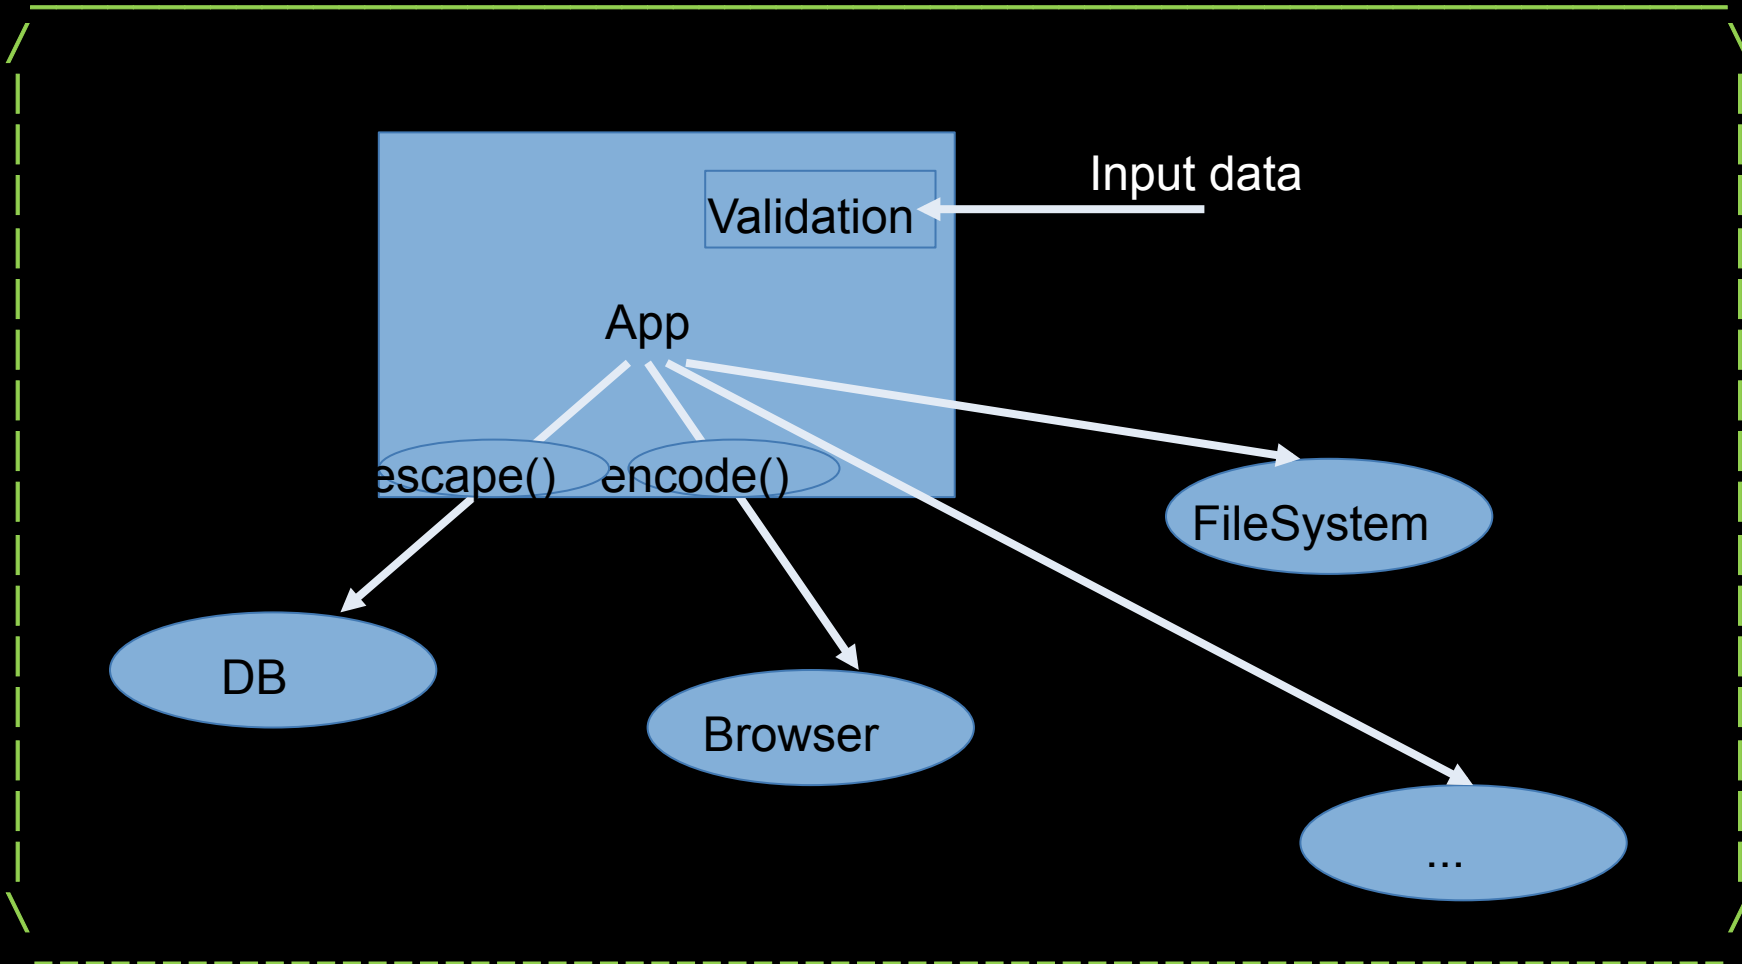 Input data
Validation
App
escape()
encode()
FileSystem
DB
Browser
...